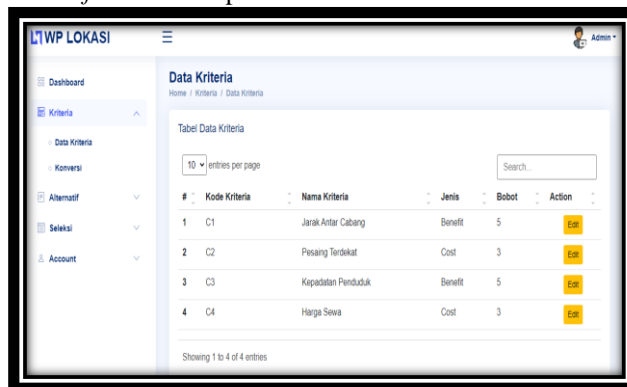 WP LOKASI
Admin
Dashboard
Kriteria
Data Kriteria
Konversi
Alternatif
Seleksi
Account
Data Kriteria
Home / Kriteria / Data Kriteria
Tabel Data Kriteria
10 entries per page
Search...
# Kode Kriteria Nama Kriteria Jenis Bobot Action
1 C1 Jarak Antar Cabang Benefit 5 Edit
2 C2 Pesaing Terdekat Cost 3 Edit
3 C3 Kepadatan Penduduk Benefit 5 Edit
4 C4 Harga Sewa Cost 3 Edit
Showing 1 to 4 of 4 entries